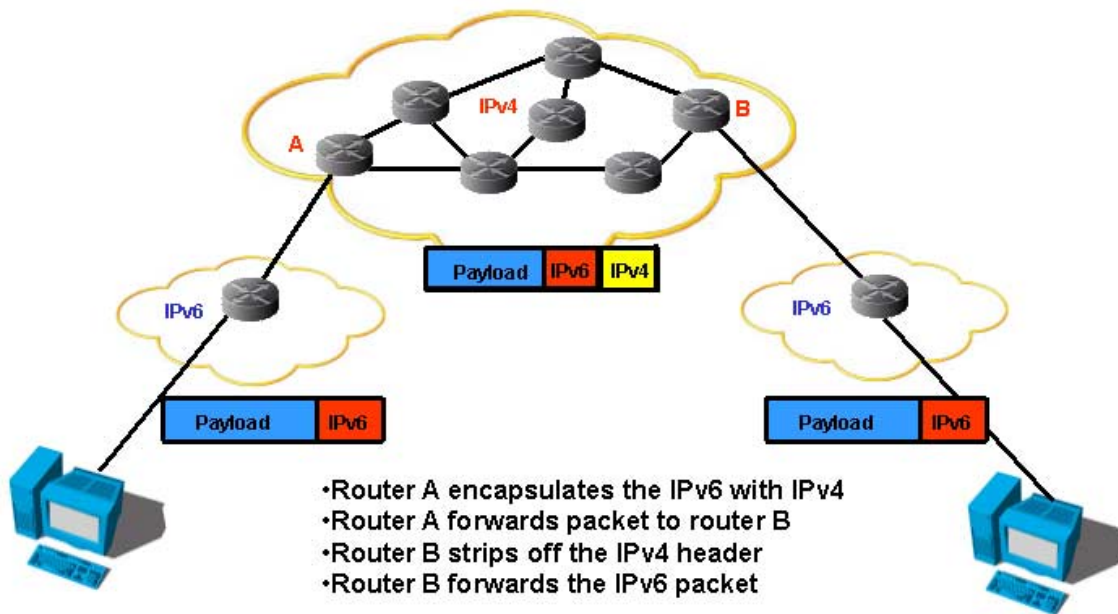 IPv4
B
A
Payload IPv6 IPv4
IPv6
IPv6
Payload IPv6
Payload IPv6
•Router A encapsulates the IPv6 with IPv4
•Router A forwards packet to router B
•Router B strips off the IPv4 header
•Router B forwards the IPv6 packet